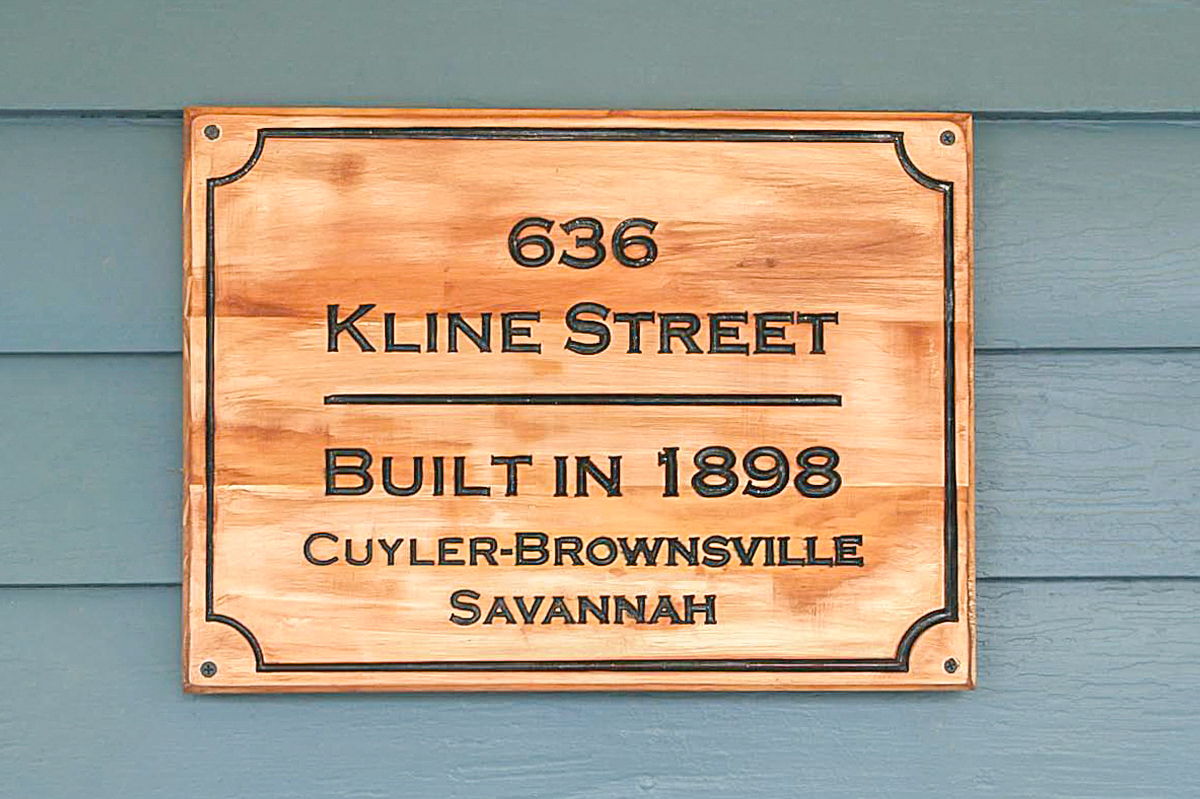 636
Kline Street
Built in 1898
Cuyler-Brownsville
Savannah